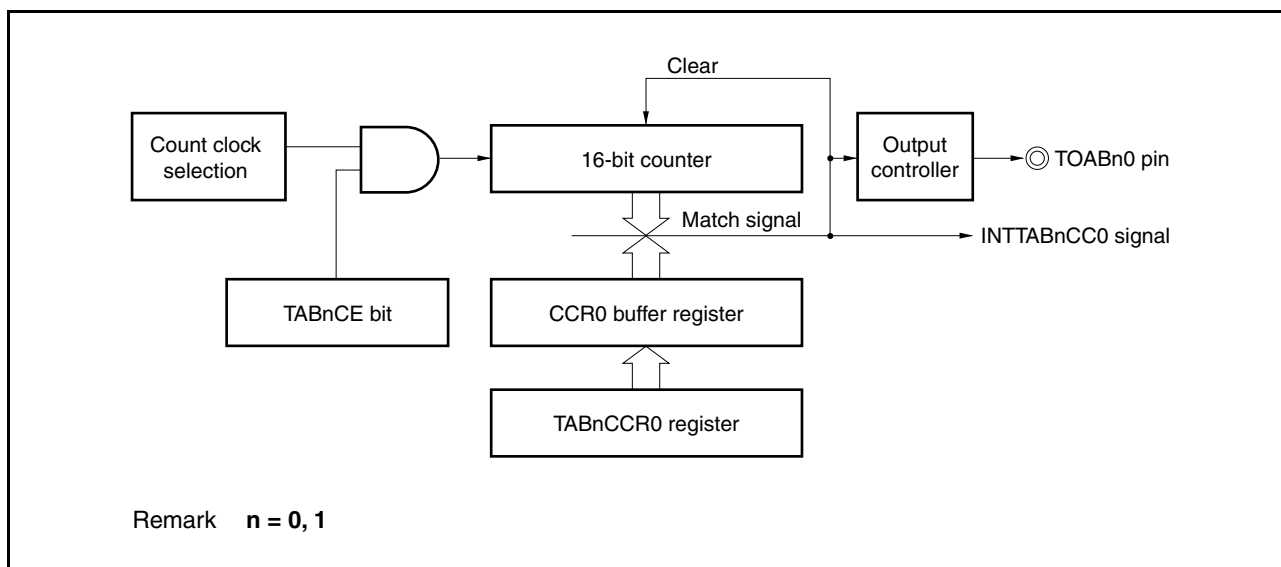 Clear
Count clock
selection
16-bit counter
Output
controller
TOABn0 pin
Match signal
INTTABnCC0 signal
TABnCE bit
CCR0 buffer register
TABnCCR0 register
Remark n = 0, 1